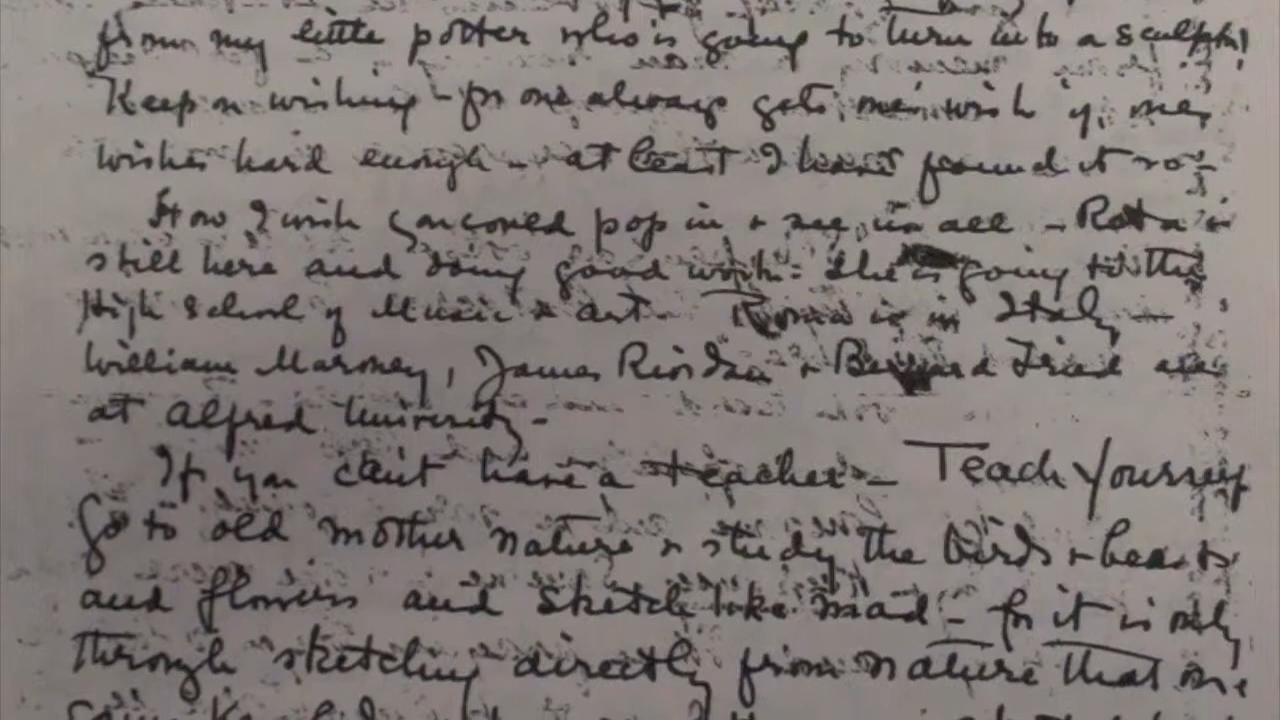 from my little potter who is going to turn into a sculptor!
Keep on wishing - for one always gets one's wish if one
wishes hard enough - at least I have found it so -
How I wish you could pop in & see us all - Rota is
still here and doing good work - She is going to the
High School of Music & Art - Roma is in Italy -
William Maroney, James Riordan & Bernard Fried are
at Alfred University -
If you can't have a teacher - Teach Yourself
Go to old mother nature & study the birds & beasts
and flowers and sketch like mad - for it is only
through sketching directly from nature that one